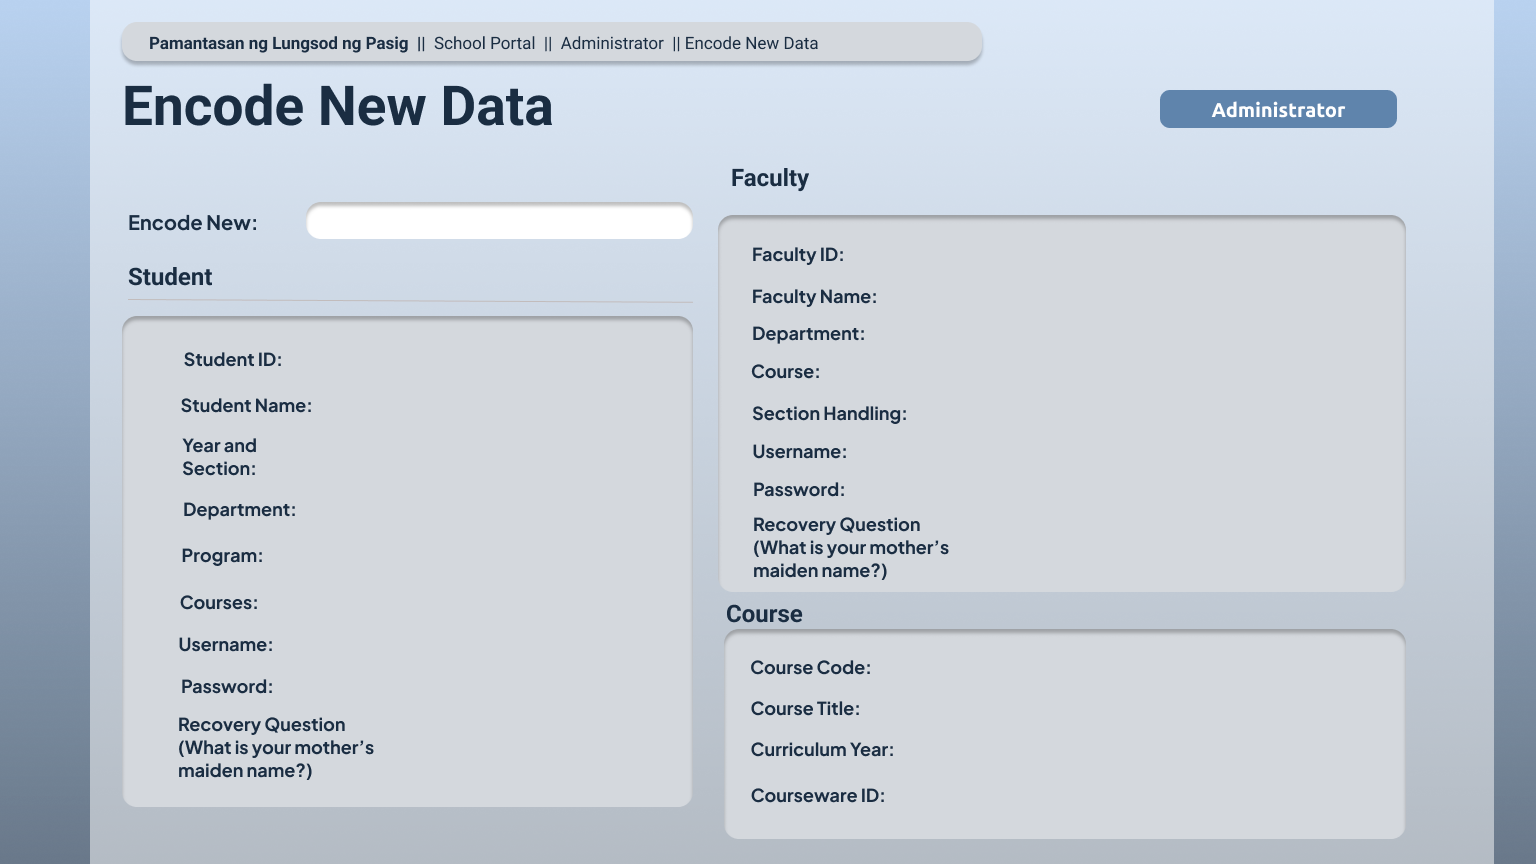 Pamantasan ng Lungsod ng Pasig || School Portal || Administrator || Encode New Data
Encode New Data
Administrator
Encode New:
Student
Student ID:
Student Name:
Year and
Section:
Department:
Program:
Courses:
Username:
Password:
Recovery Question
(What is your mother’s
maiden name?)
Faculty
Faculty ID:
Faculty Name:
Department:
Course:
Section Handling:
Username:
Password:
Recovery Question
(What is your mother’s
maiden name?)
Course
Course Code:
Course Title:
Curriculum Year:
Courseware ID: